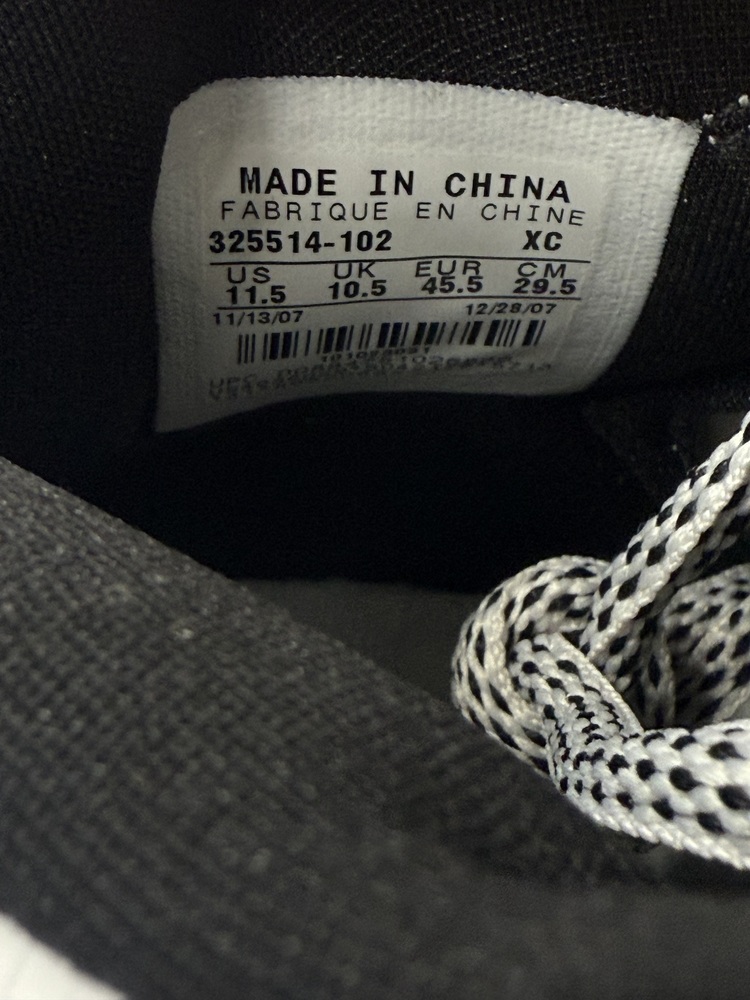 MADE IN CHINA
FABRIQUE EN CHINE
325514-102 XC
US UK EUR CM
11.5 10.5 45.5 29.5
11/13/07 12/28/07
UPC